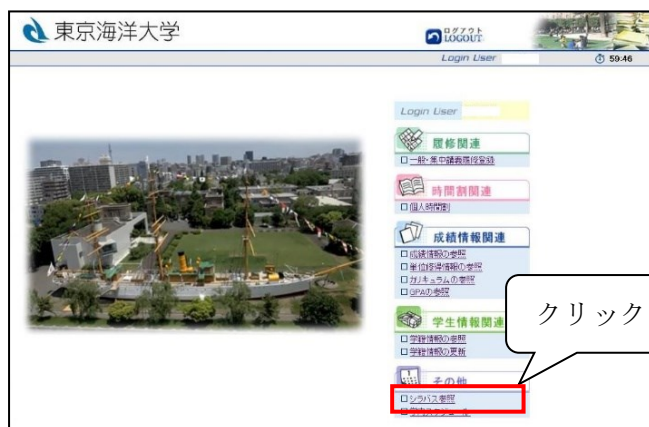 東京海洋大学
ログアウト
LOGOUT
Login User
59:46
Login User
履修関連
一般・集中講義履修登録
時間割関連
個人時間割
成績情報関連
成績情報の参照
単位修得情報の参照
カリキュラムの参照
GPAの参照
学生情報関連
学籍情報の参照
学籍情報の更新
クリック
その他
シラバス参照